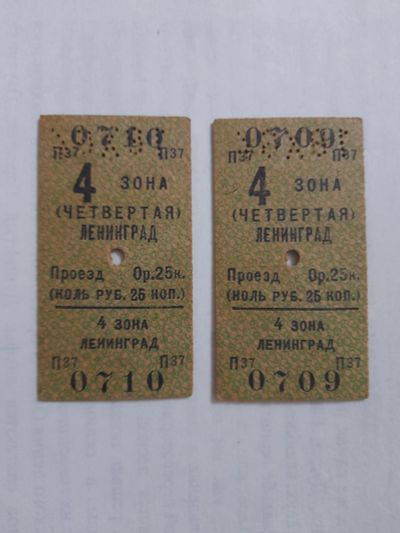 0710
П37 П37
4 ЗОНА
(ЧЕТВЕРТАЯ)
ЛЕНИНГРАД
Проезд 0р.25к.
(НОЛЬ РУБ. 25 КОП.)
4 ЗОНА
ЛЕНИНГРАД
П37 П37
0710
0709
П37 П37
4 ЗОНА
(ЧЕТВЕРТАЯ)
ЛЕНИНГРАД
Проезд 0р.25к.
(НОЛЬ РУБ. 25 КОП.)
4 ЗОНА
ЛЕНИНГРАД
П37 П37
0709